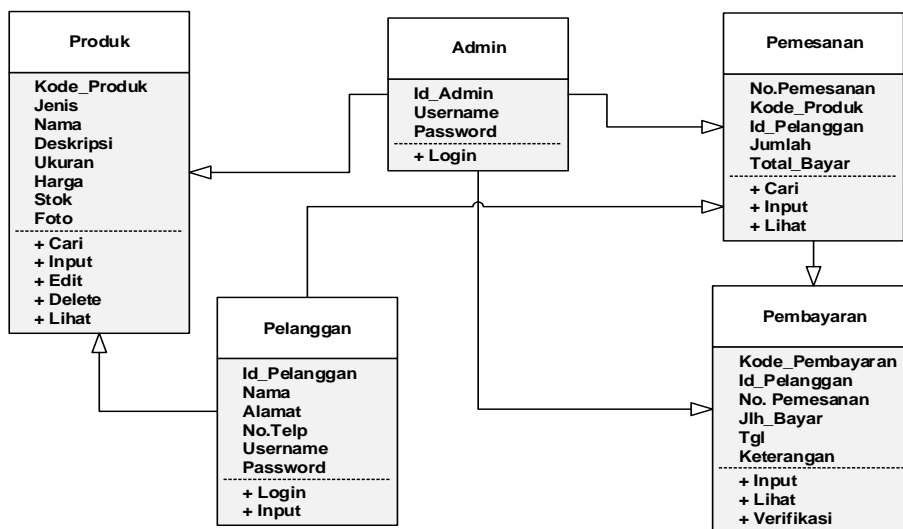 Produk
Kode_Produk
Jenis
Nama
Deskripsi
Ukuran
Harga
Stok
Foto
+ Cari
+ Input
+ Edit
+ Delete
+ Lihat
Admin
Id_Admin
Username
Password
+ Login
Pemesanan
No.Pemesanan
Kode_Produk
Id_Pelanggan
Jumlah
Total_Bayar
+ Cari
+ Input
+ Lihat
Pelanggan
Id_Pelanggan
Nama
Alamat
No.Telp
Username
Password
+ Login
+ Input
Pembayaran
Kode_Pembayaran
Id_Pelanggan
No. Pemesanan
Jlh_Bayar
Tgl
Keterangan
+ Input
+ Lihat
+ Verifikasi